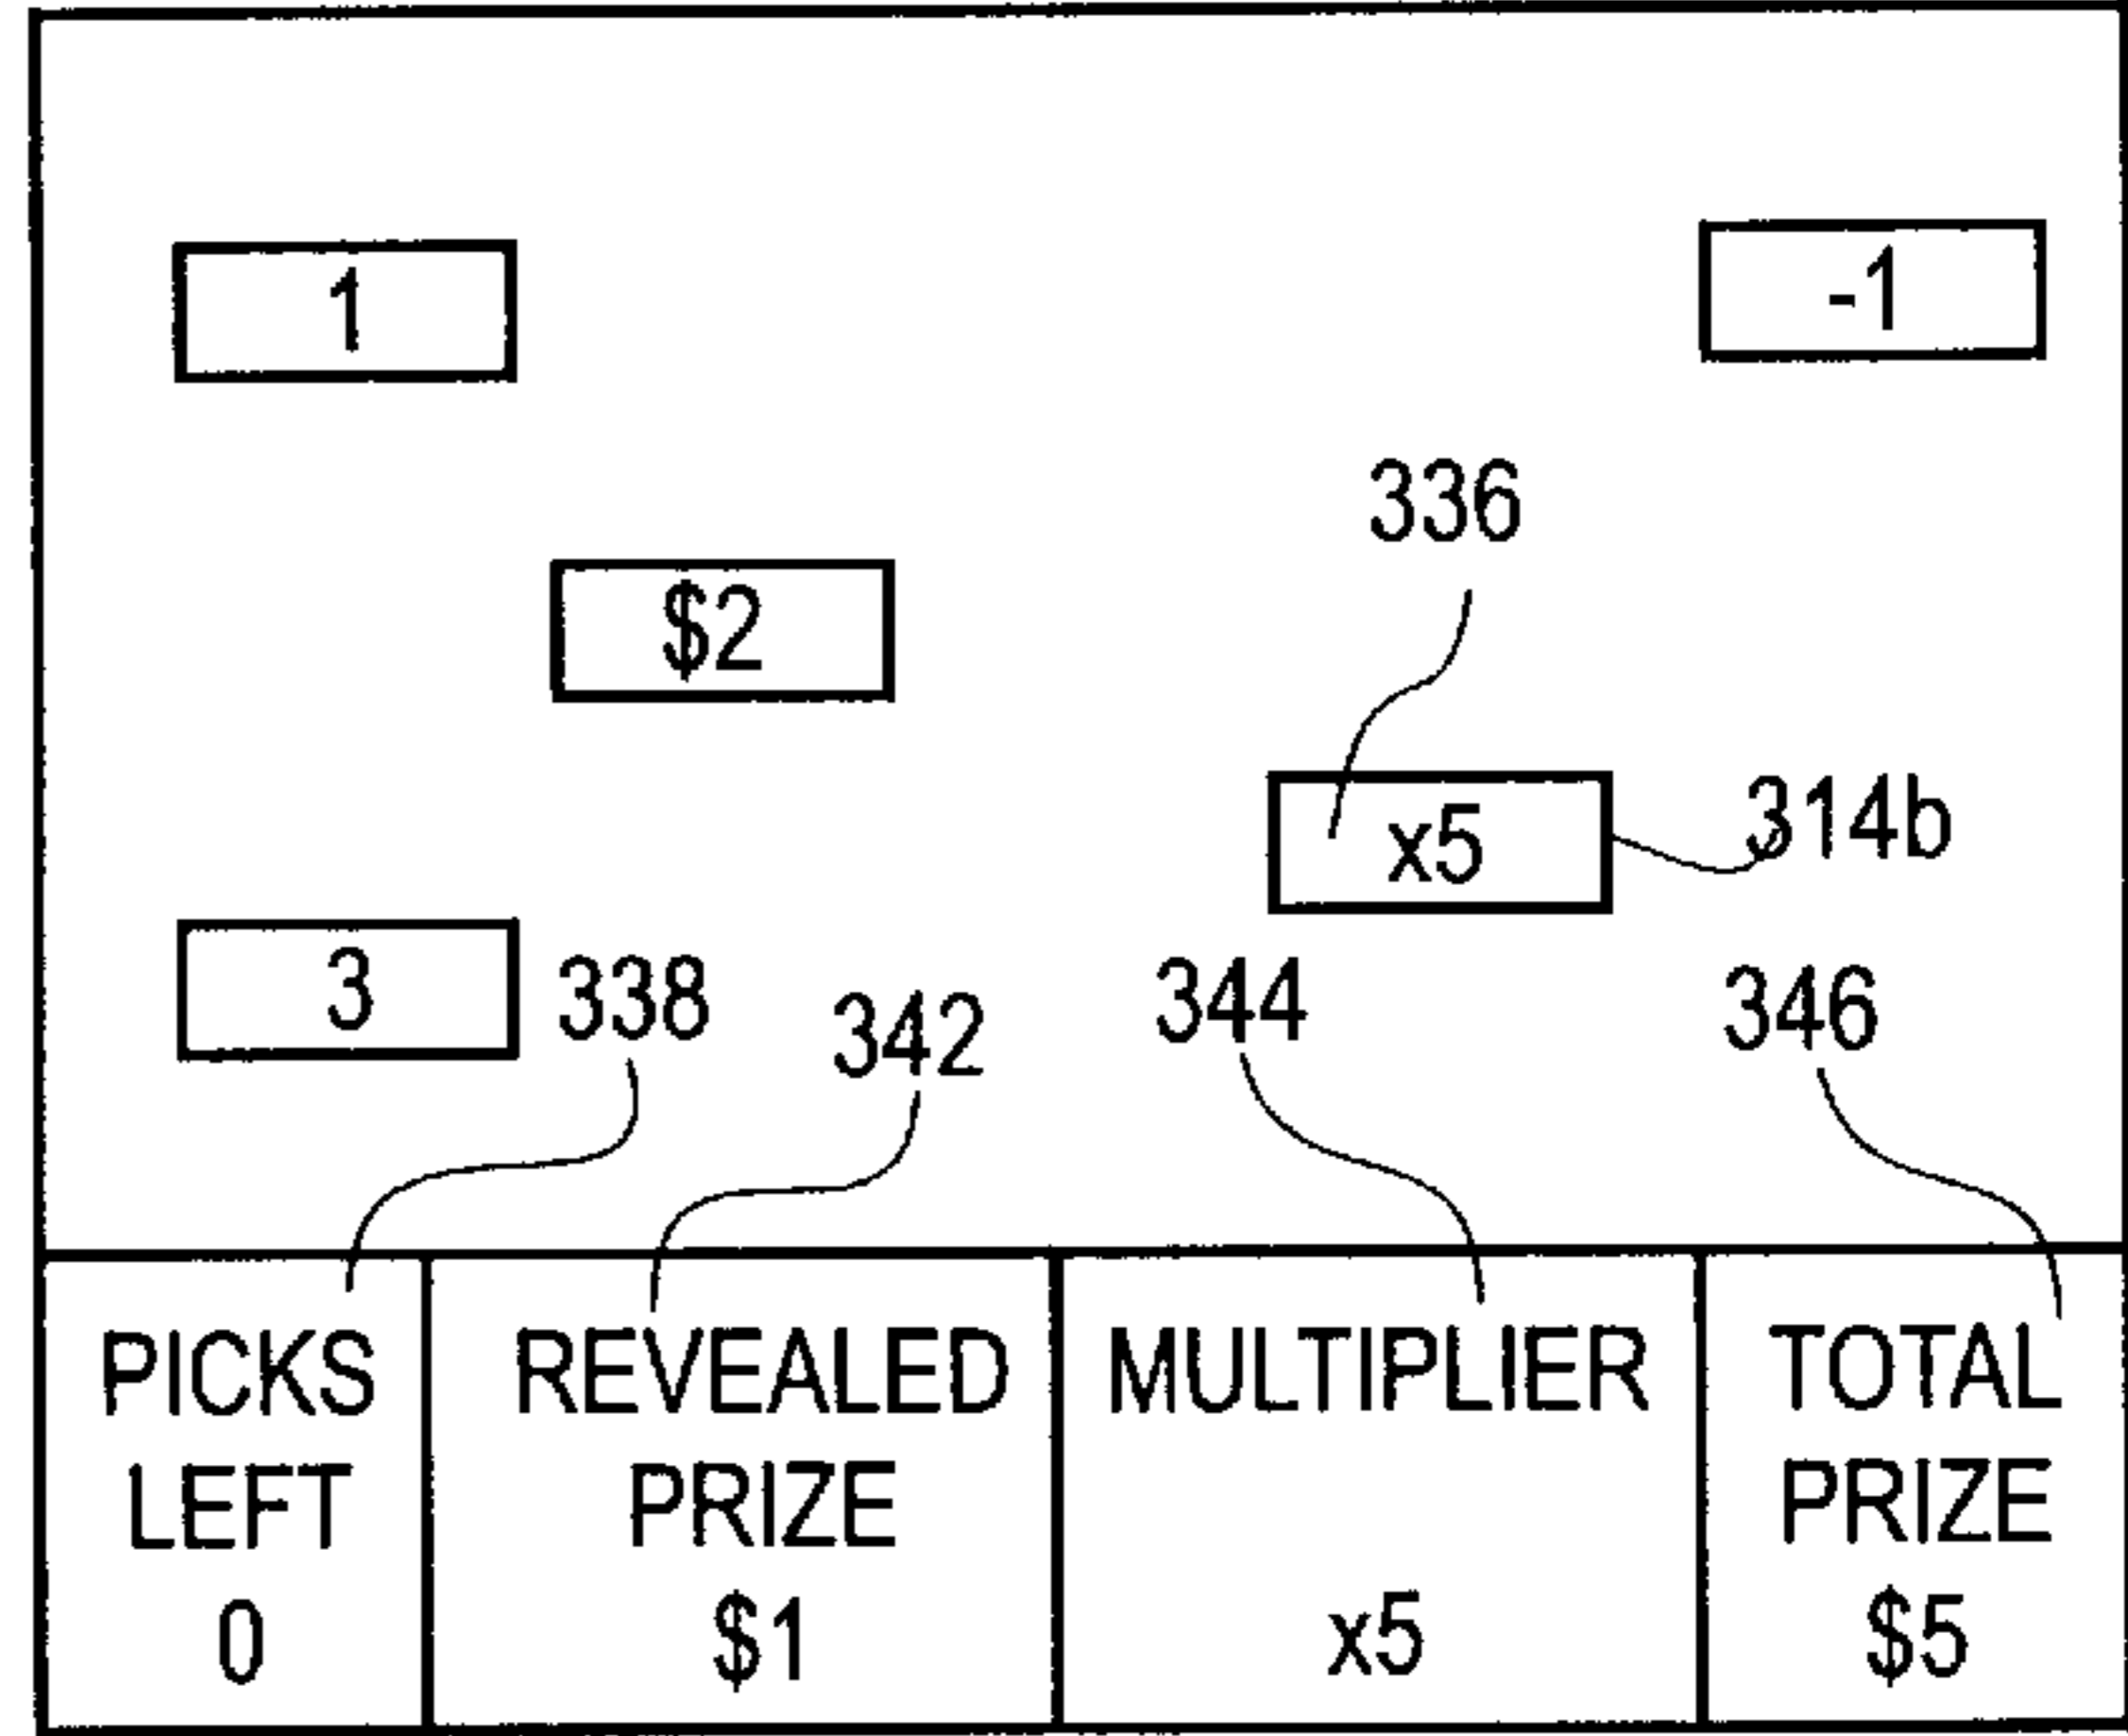 1
-1
336
$2
x5
314b
3
338
342
344
346
PICKS
LEFT
0
REVEALED
PRIZE
$1
MULTIPLIER
x5
TOTAL
PRIZE
$5